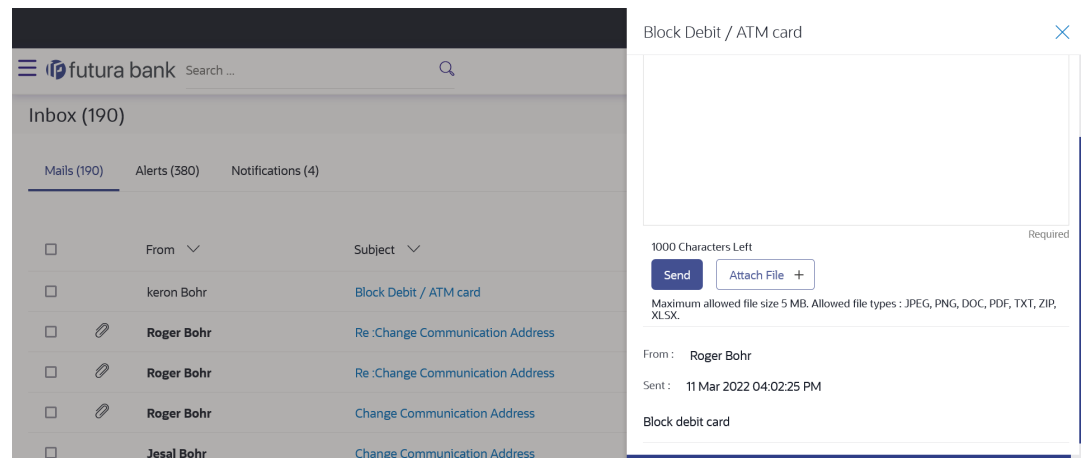 Block Debit / ATM card
futura bank Search ...
Inbox (190)
Mails (190) Alerts (380) Notifications (4)
Required
1000 Characters Left
From Subject
Send Attach File +
keron Bohr Block Debit / ATM card
Maximum allowed file size 5 MB. Allowed file types : JPEG, PNG, DOC, PDF, TXT, ZIP,
XLSX.
Roger Bohr Re :Change Communication Address
From : Roger Bohr
Roger Bohr Re :Change Communication Address
Sent : 11 Mar 2022 04:02:25 PM
Roger Bohr Change Communication Address
Block debit card
Jesal Bohr Change Communication Address